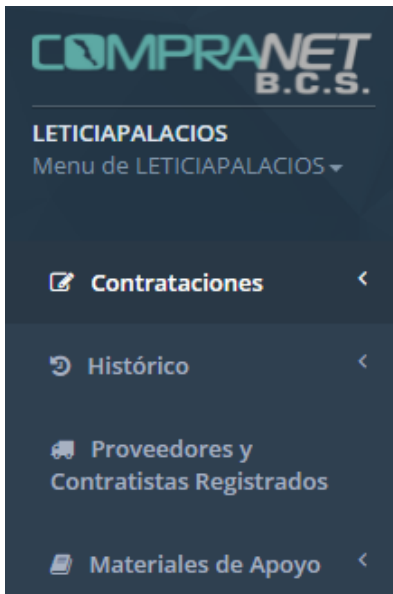 COMPRANET
B.C.S.
LETICIAPALACIOS
Menu de LETICIAPALACIOS
Contrataciones
Histórico
Proveedores y
Contratistas Registrados
Materiales de Apoyo